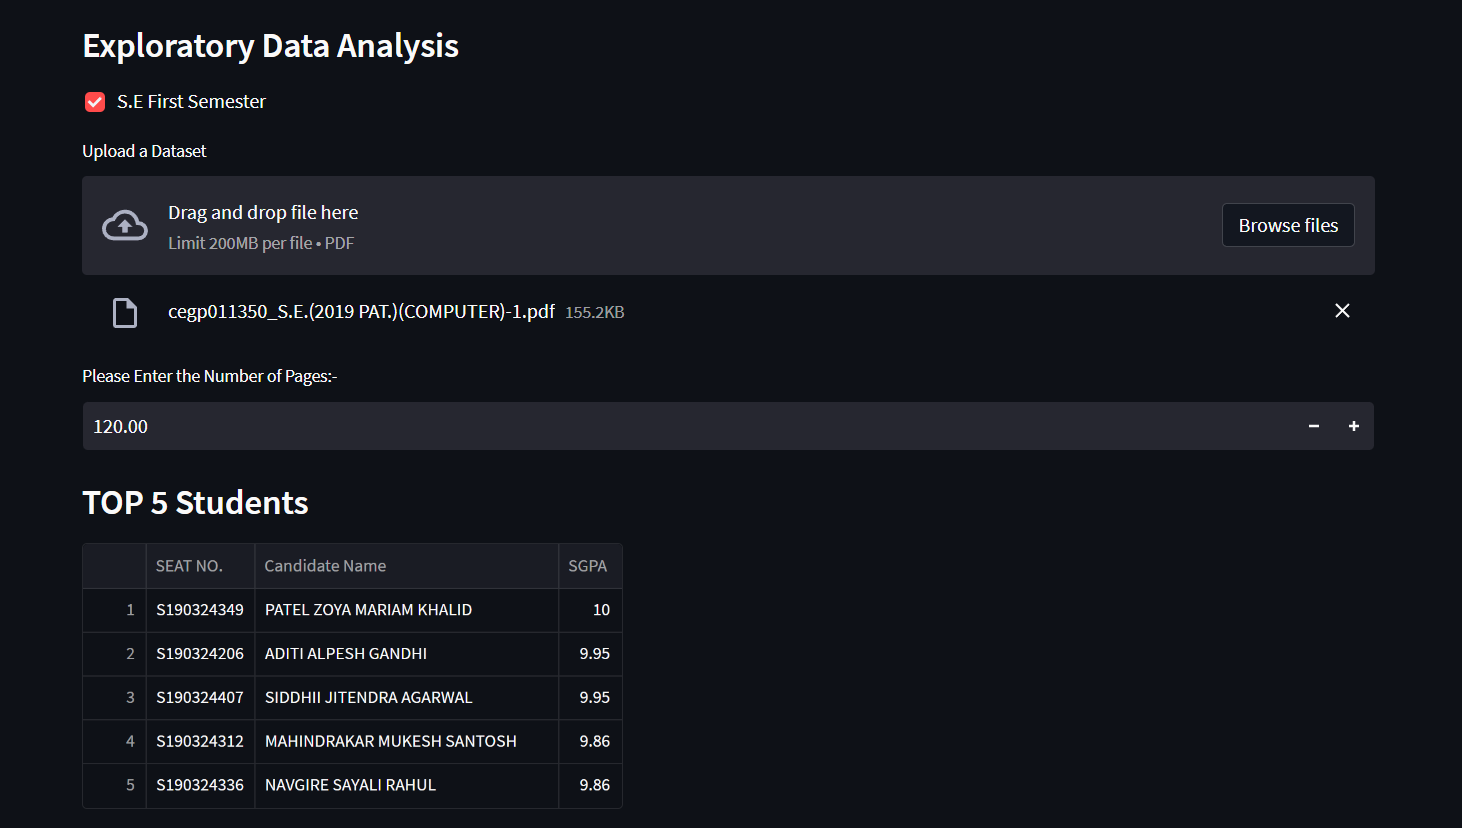 Exploratory Data Analysis
S.E First Semester
Upload a Dataset
Drag and drop file here
Limit 200MB per file • PDF
Browse files
cegp011350_S.E.(2019 PAT.)(COMPUTER)-1.pdf 155.2KB
Please Enter the Number of Pages:-
120.00
TOP 5 Students
SEAT NO. Candidate Name SGPA
1 S190324349 PATEL ZOYA MARIAM KHALID 10
2 S190324206 ADITI ALPESH GANDHI 9.95
3 S190324407 SIDDHII JITENDRA AGARWAL 9.95
4 S190324312 MAHINDRAKAR MUKESH SANTOSH 9.86
5 S190324336 NAVGIRE SAYALI RAHUL 9.86